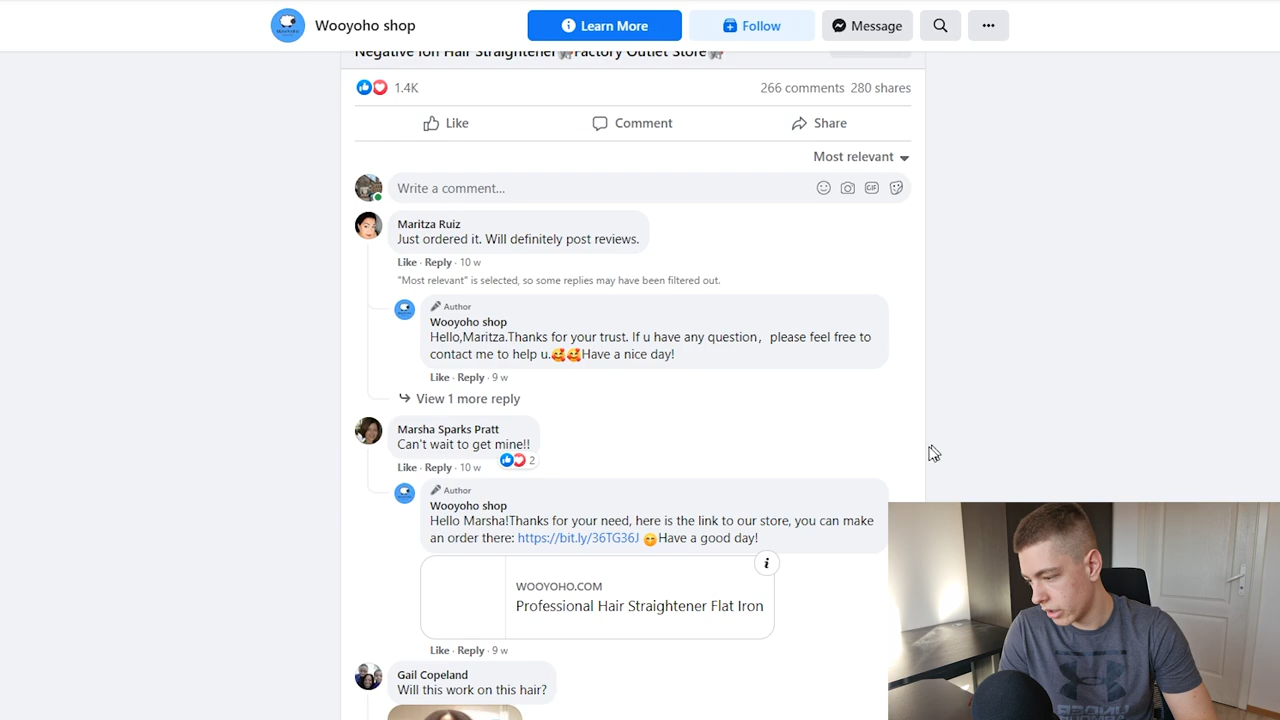 Wooyoho shop
Learn More
Follow
Message
Negative Ion Hair Straightener🐙Factory Outlet Store🐙
1.4K
266 comments 280 shares
Like
Comment
Share
Most relevant
Write a comment...
GIF
Maritza Ruiz
Just ordered it. Will definitely post reviews.
Like · Reply · 10 w
"Most relevant" is selected, so some replies may have been filtered out.
Author
Wooyoho shop
Hello,Maritza.Thanks for your trust. If u have any question，please feel free to
contact me to help u.🥰🥰Have a nice day!
Like · Reply · 9 w
View 1 more reply
Marsha Sparks Pratt
Can't wait to get mine!!
2
Like · Reply · 10 w
Author
Wooyoho shop
Hello Marsha!Thanks for your need, here is the link to our store, you can make
an order there: https://bit.ly/36TG36J 😊Have a good day!
WOOYOHO.COM
Professional Hair Straightener Flat Iron
Like · Reply · 9 w
Gail Copeland
Will this work on this hair?